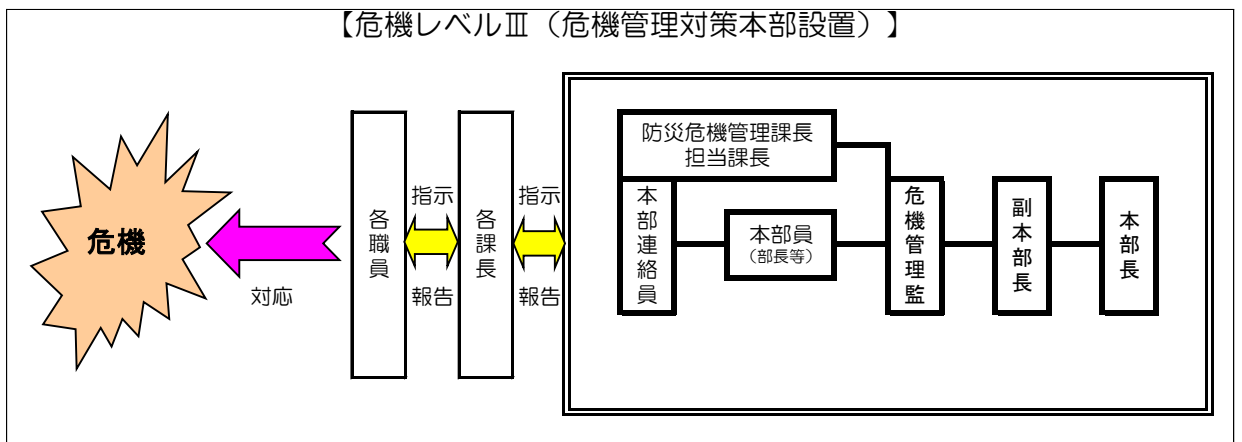 【危機レベルⅢ（危機管理対策本部設置）】
危機
対応
各職員
指示
報告
各課長
指示
報告
防災危機管理課長
担当課長
本部連絡員
本部員
（部長等）
危機管理監
副本部長
本部長